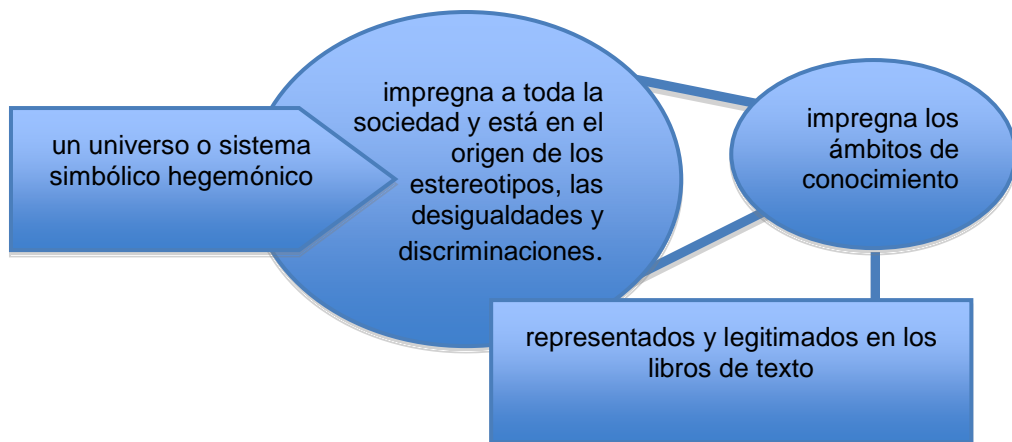 un universo o sistema
simbólico hegemónico
impregna a toda la
sociedad y está en el
origen de los
estereotipos, las
desigualdades y
discriminaciones.
impregna los
ámbitos de
conocimiento
representados y legitimados en los
libros de texto